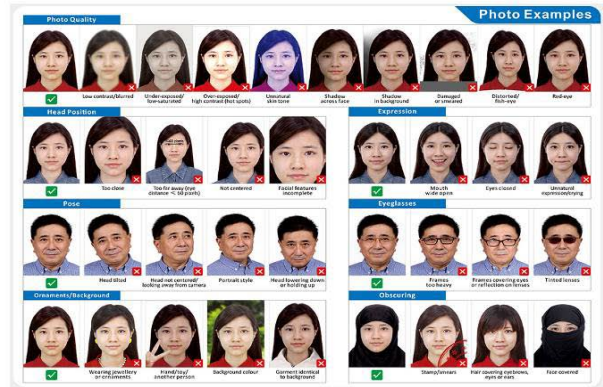 Photo Examples
Photo Quality
Low contrast/blurred
Under-exposed/
low-saturated
Over-exposed/
high contrast (hot spots)
Unnatural
skin tone
Shadow
across face
Shadow
in background
Damaged
or smeared
Distorted/
fish-eye
Red-eye
Head Position
Too close
Too far away (eye
distance < 50 pixels)
Not centered
Facial features
incomplete
Expression
Mouth
wide open
Eyes closed
Unnatural
expression/crying
Pose
Head tilted
Head not centered/
looking away from camera
Portrait style
Head lowering down
or holding up
Eyeglasses
Frames
too heavy
Frames covering eyes
or reflection on lenses
Tinted lenses
Ornaments/Background
Wearing jewellery
or ornaments
Hand/toy/
another person
Background colour
Garment identical
to background
Obscuring
Stamp/smears
Hair covering eyebrows,
eyes or ears
Face covered